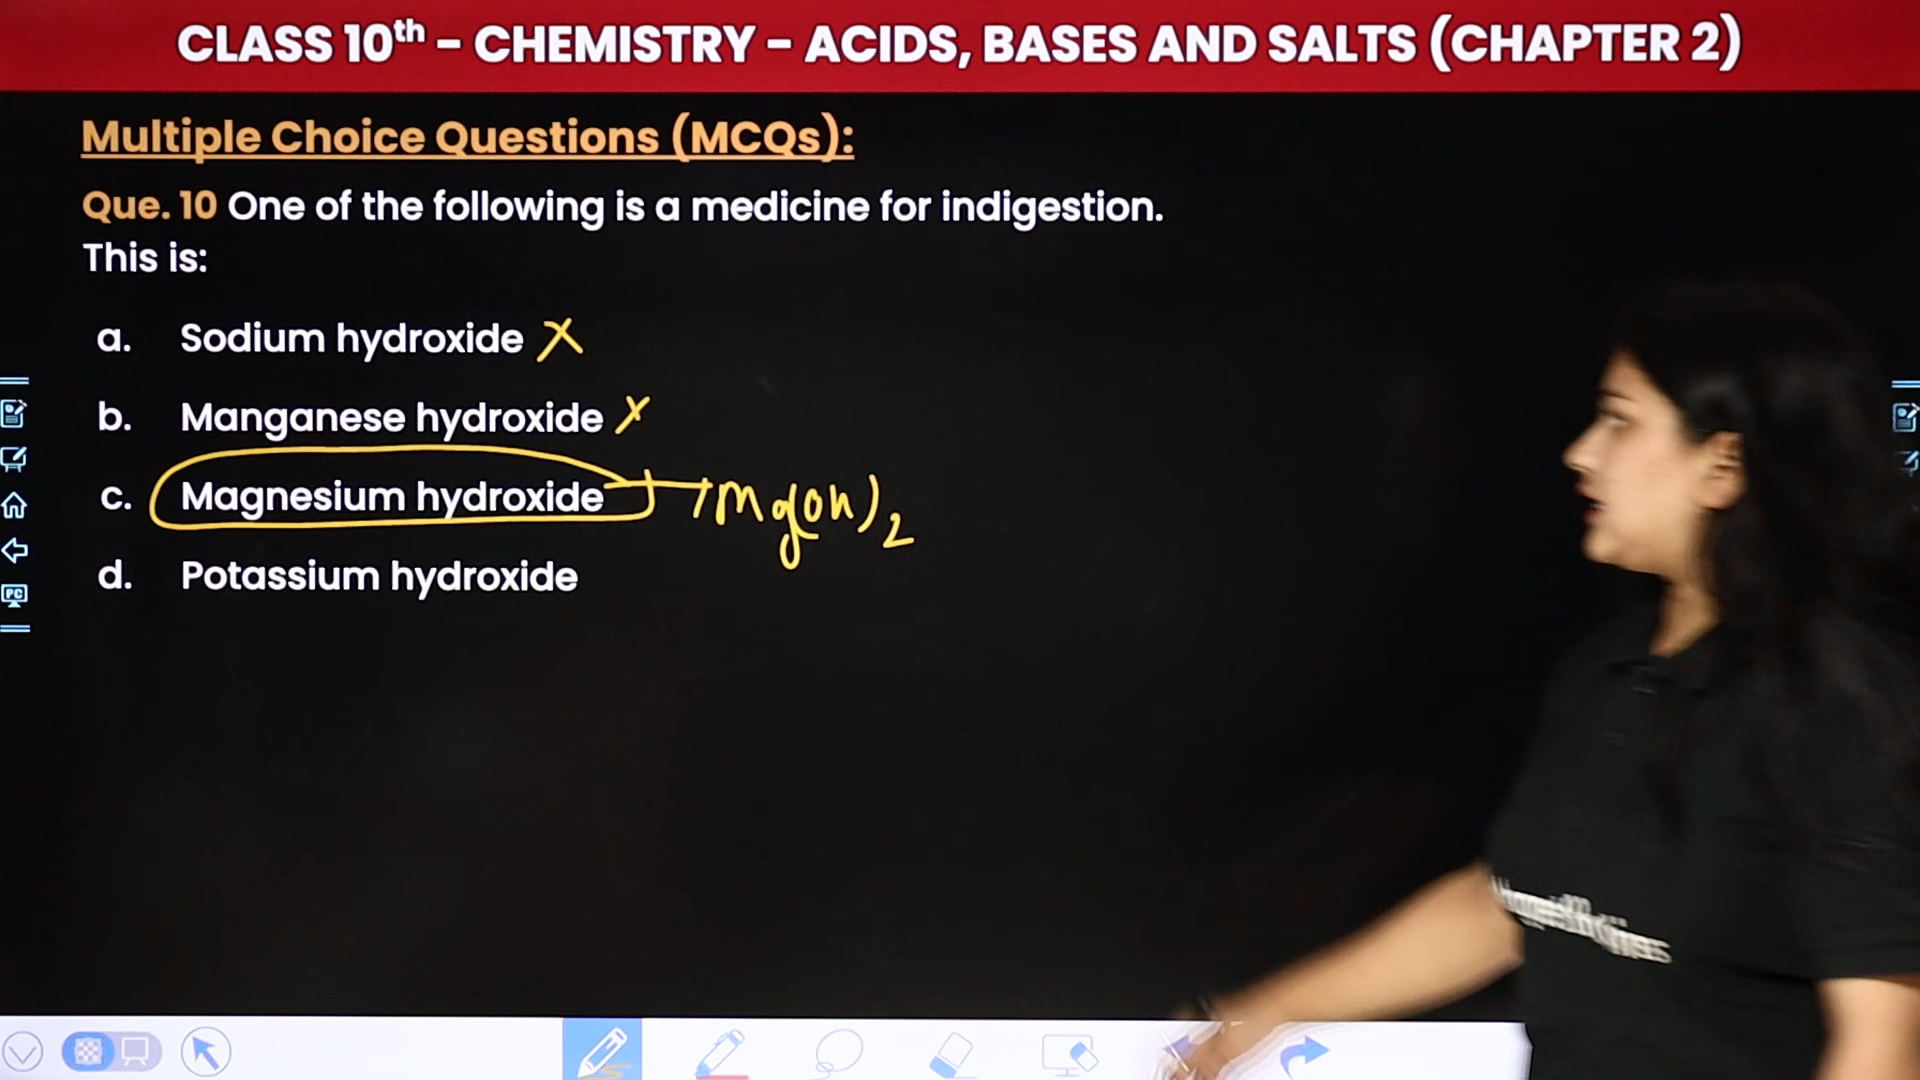 CLASS 10th - CHEMISTRY - ACIDS, BASES AND SALTS (CHAPTER 2)
Multiple Choice Questions (MCQs):
Que. 10 One of the following is a medicine for indigestion.
This is:
a. Sodium hydroxide X
b. Manganese hydroxide X
c. Magnesium hydroxide Mg(OH)2
d. Potassium hydroxide
PC